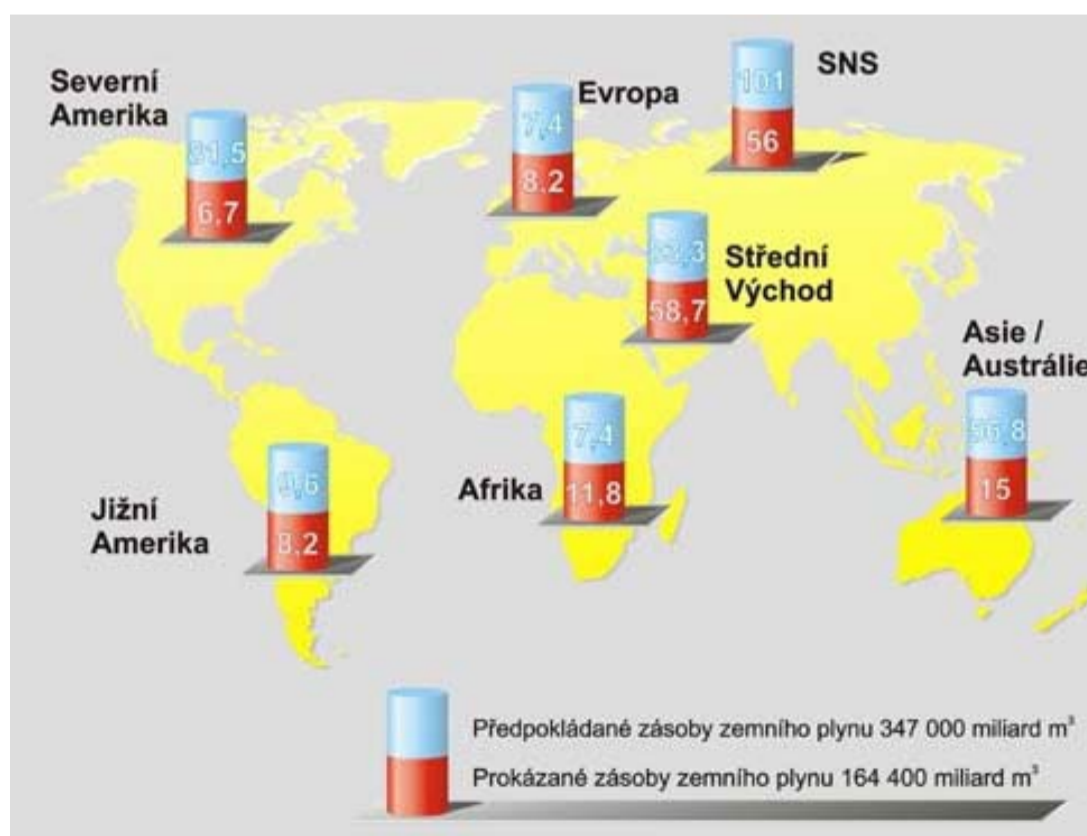 Severní
Amerika
6,7
Evropa
7,4
8.2
SNS
101
56
Střední
Východ
58,7
Asie /
Austrálie
56,8
15
Afrika
7,4
11,8
Jižní
Amerika
9,6
8.2
Předpokládané zásoby zemního plynu 347 000 miliard m³
Prokázané zásoby zemního plynu 164 400 miliard m³